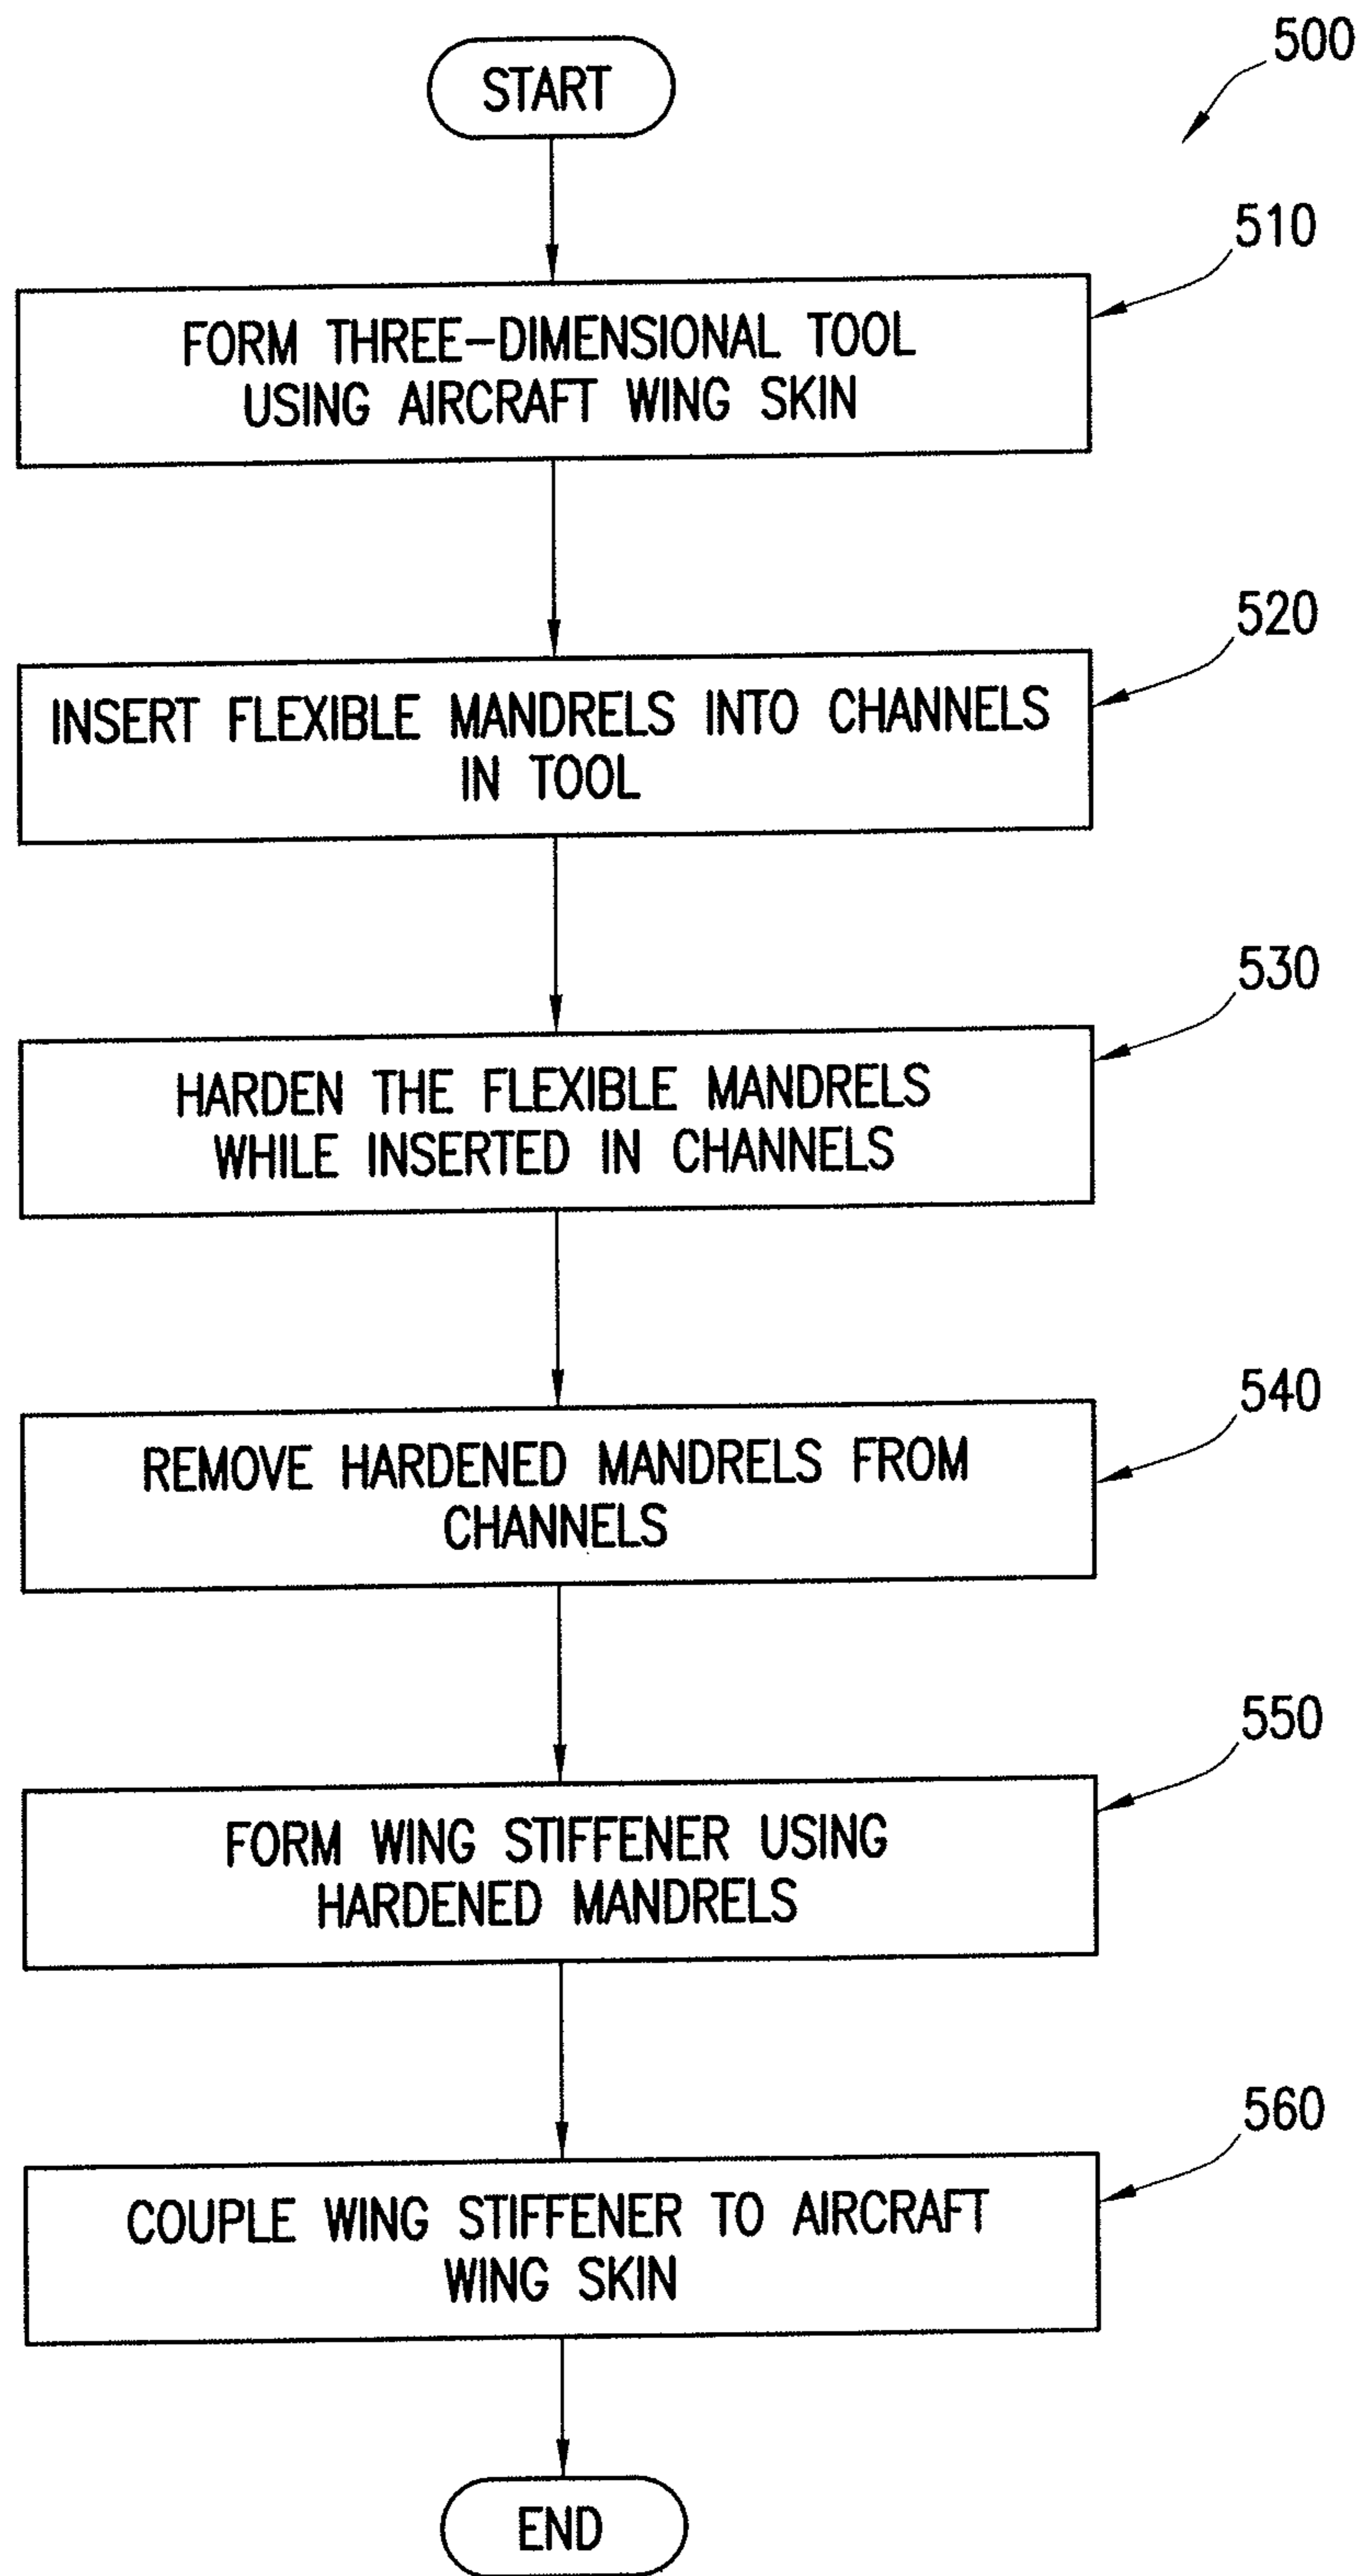 START
500
510
FORM THREE-DIMENSIONAL TOOL
USING AIRCRAFT WING SKIN
520
INSERT FLEXIBLE MANDRELS INTO CHANNELS
IN TOOL
530
HARDEN THE FLEXIBLE MANDRELS
WHILE INSERTED IN CHANNELS
540
REMOVE HARDENED MANDRELS FROM
CHANNELS
550
FORM WING STIFFENER USING
HARDENED MANDRELS
560
COUPLE WING STIFFENER TO AIRCRAFT
WING SKIN
END